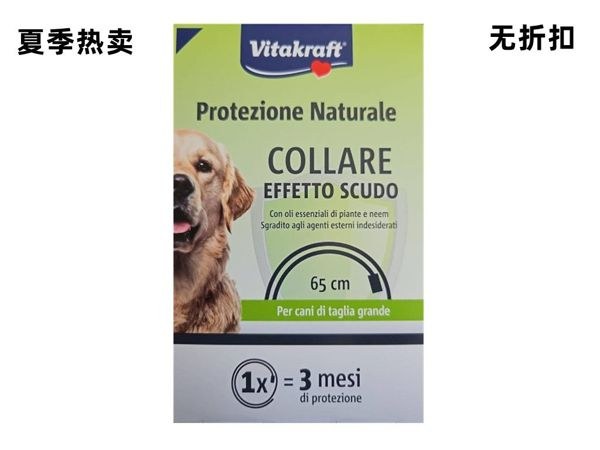 夏季热卖
无折扣
Vitakraft®
Protezione Naturale
COLLARE
EFFETTO SCUDO
Con oli essenziali di piante e neem
Sgradito agli agenti esterni indesiderati
65 cm
Per cani di taglia grande
1x = 3 mesi
di protezione